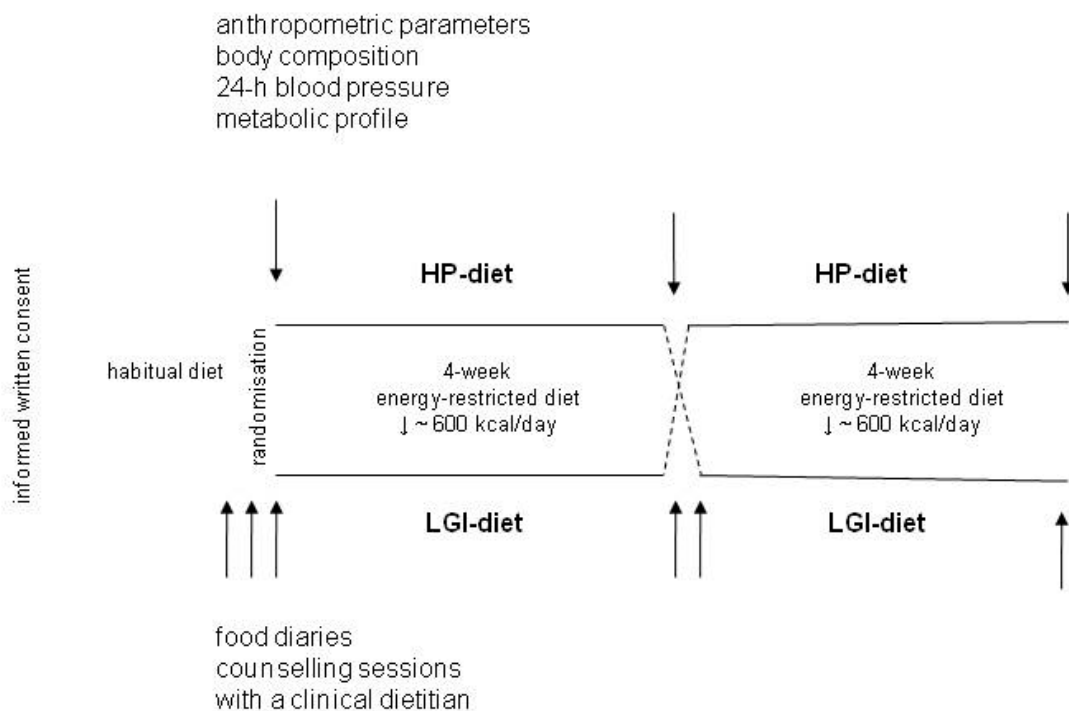 anthropometric parameters
body composition
24-h blood pressure
metabolic profile
informed written consent
habitual diet
randomisation
HP-diet
4-week
energy-restricted diet
↓ ~ 600 kcal/day
LGI-diet
HP-diet
4-week
energy-restricted diet
↓ ~ 600 kcal/day
LGI-diet
food diaries
counselling sessions
with a clinical dietitian